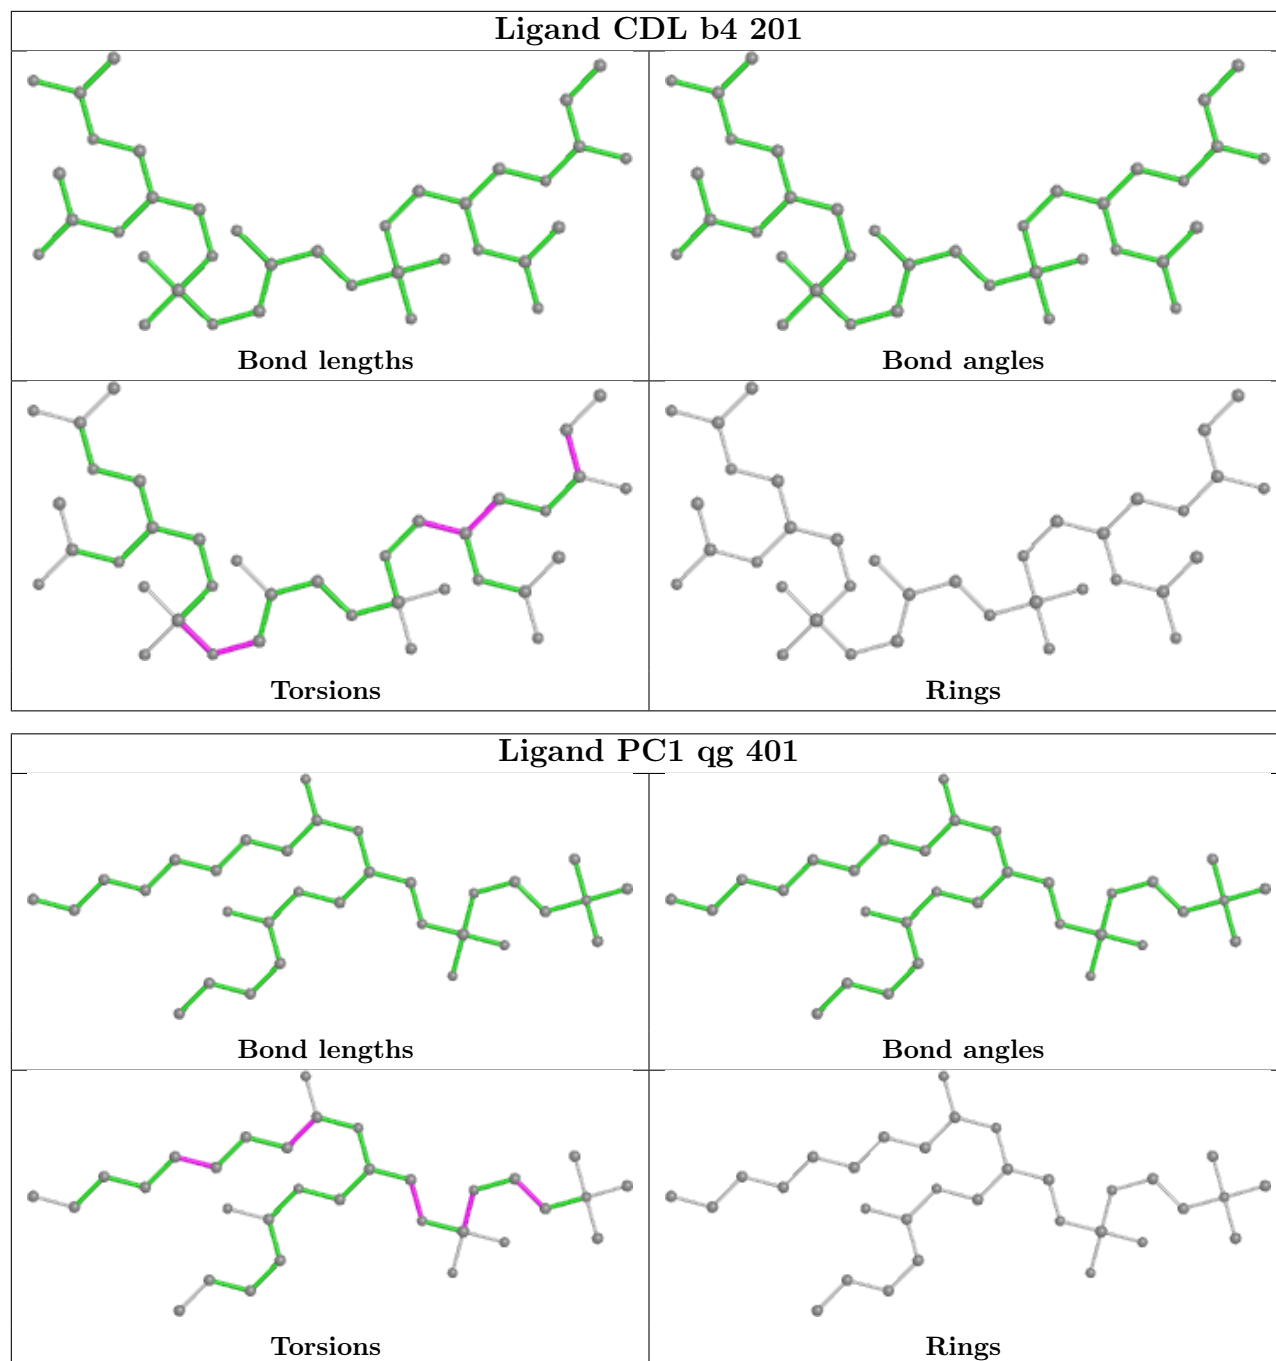 Ligand CDL b4 201
Bond lengths
Bond angles
Torsions
Rings
Ligand PC1 qg 401
Bond lengths
Bond angles
Torsions
Rings